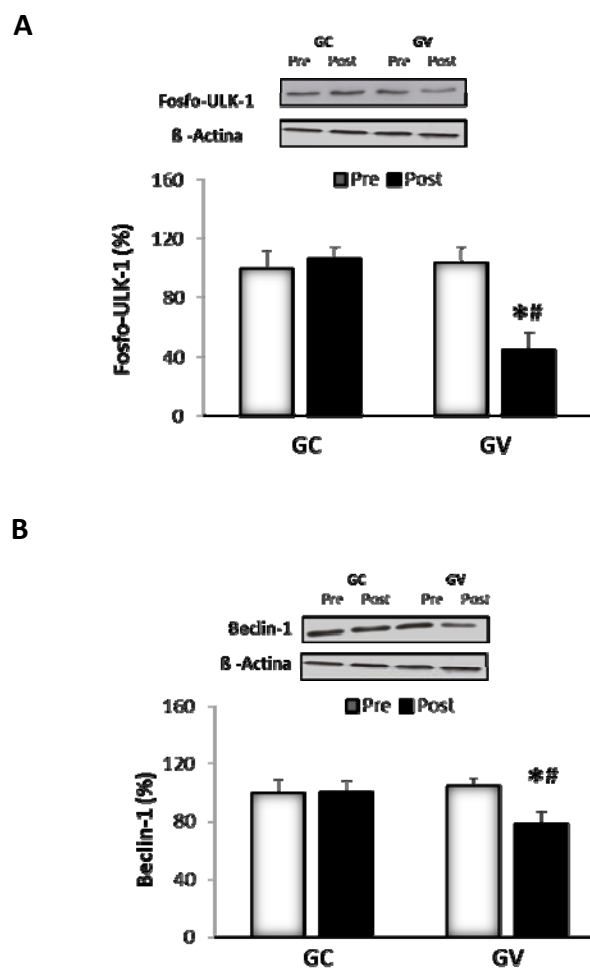 A
GC GV
Pre Post Pre Post
Fosfo-ULK-1
ß -Actina
160
Pre Post
120
80
40
0
Fosfo-ULK-1 (%)
*#
GC GV
B
GC GV
Pre Post Pre Post
Beclin-1
ß -Actina
160
Pre Post
120
80
40
0
Beclin-1 (%)
*#
GC GV